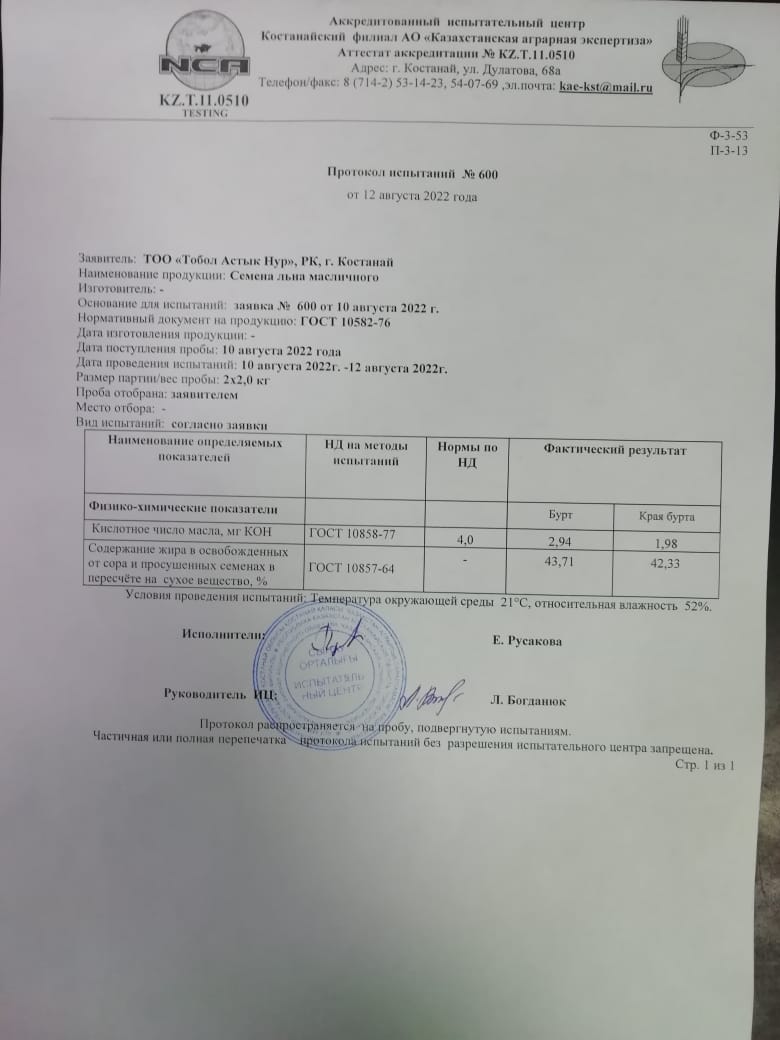 Аккредитованный испытательный центр
Костанайский филиал АО «Казахстанская аграрная экспертиза»
Аттестат аккредитации № KZ.T.11.0510
Адрес: г. Костанай, ул. Дулатова, 68а
Телефон/факс: 8 (714-2) 53-14-23, 54-07-69 ,эл.почта: kae-kst@mail.ru
NCA
KZ.T.11.0510
TESTING
Ф-3-53
П-3-13
Протокол испытаний № 600
от 12 августа 2022 года
Заявитель: ТОО «Тобол Астык Нур», РК, г. Костанай
Наименование продукции: Семена льна масличного
Изготовитель: -
Основание для испытаний: заявка № 600 от 10 августа 2022 г.
Нормативный документ на продукцию: ГОСТ 10582-76
Дата изготовления продукции: -
Дата поступления пробы: 10 августа 2022 года
Дата проведения испытаний: 10 августа 2022г. -12 августа 2022г.
Размер партии/вес пробы: 2х2,0 кг
Проба отобрана: заявителем
Место отбора: -
Вид испытаний: согласно заявки
Наименование определяемых показателей
НД на методы испытаний
Нормы по НД
Фактический результат
Физико-химические показатели
Бурт
Края бурта
Кислотное число масла, мг КОН
ГОСТ 10858-77
4,0
2,94
1,98
Содержание жира в освобожденных
от сора и просушенных семенах в
пересчёте на сухое вещество, %
ГОСТ 10857-64
-
43,71
42,33
Условия проведения испытаний: Температура окружающей среды 21°С, относительная влажность 52%.
Исполнители:
Е. Русакова
ОРТАЛЫҒЫ
ИСПЫТАТЕЛЬ
НЫЙ ЦЕНТР
Руководитель ИЦ:
Л. Богданюк
Протокол распространяется на пробу, подвергнутую испытаниям.
Частичная или полная перепечатка протокола испытаний без разрешения испытательного центра запрещена.
Стр. 1 из 1